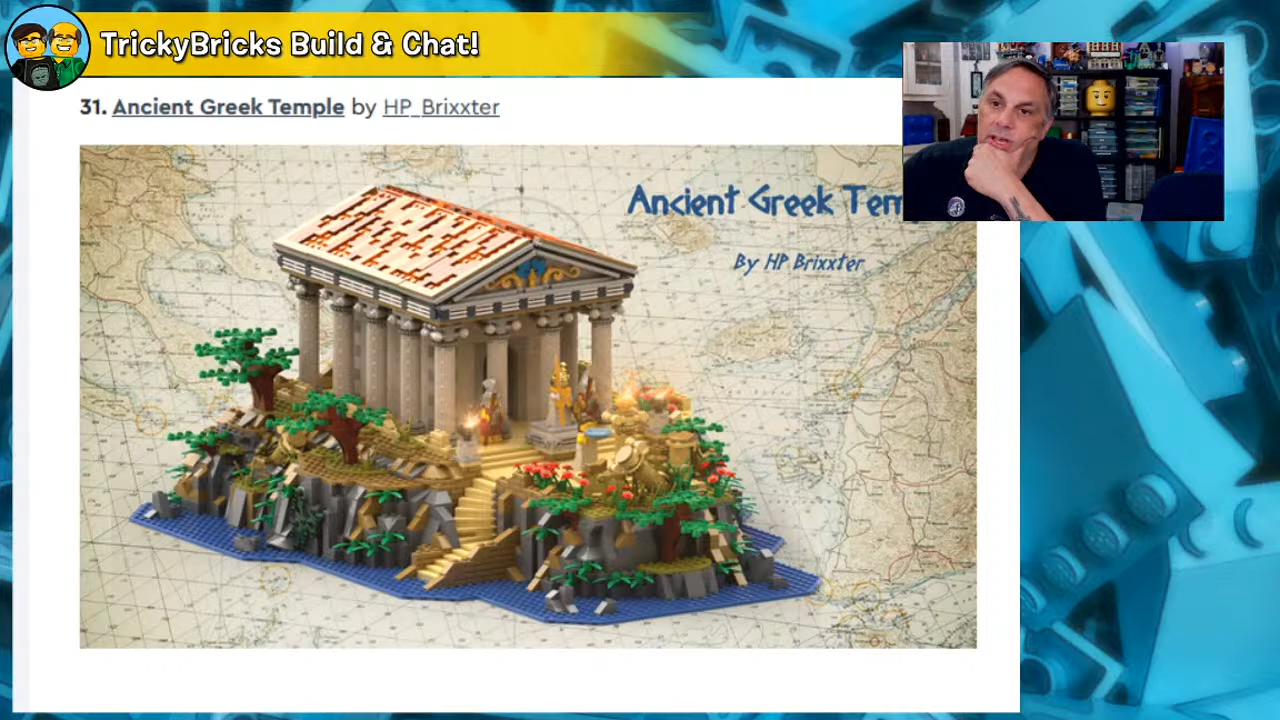 TrickyBricks Build & Chat!
31. Ancient Greek Temple by HP_Brixxter
Ancient Greek Tem
By HP Brixxter